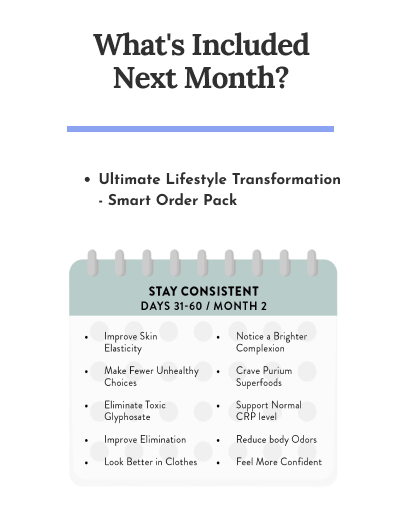 What's Included
Next Month?
• Ultimate Lifestyle Transformation
- Smart Order Pack
STAY CONSISTENT
DAYS 31-60 / MONTH 2
• Improve Skin
Elasticity
• Make Fewer Unhealthy
Choices
• Eliminate Toxic
Glyphosate
• Improve Elimination
• Look Better in Clothes
• Notice a Brighter
Complexion
• Crave Purium
Superfoods
• Support Normal
CRP level
• Reduce body Odors
• Feel More Confident